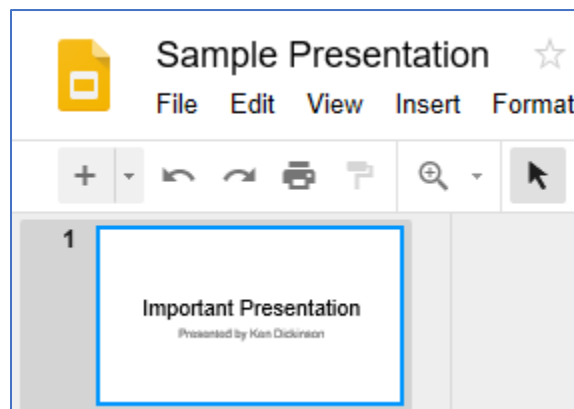 Sample Presentation
File Edit View Insert Format
1
Important Presentation
Presented by Ken Dickinson